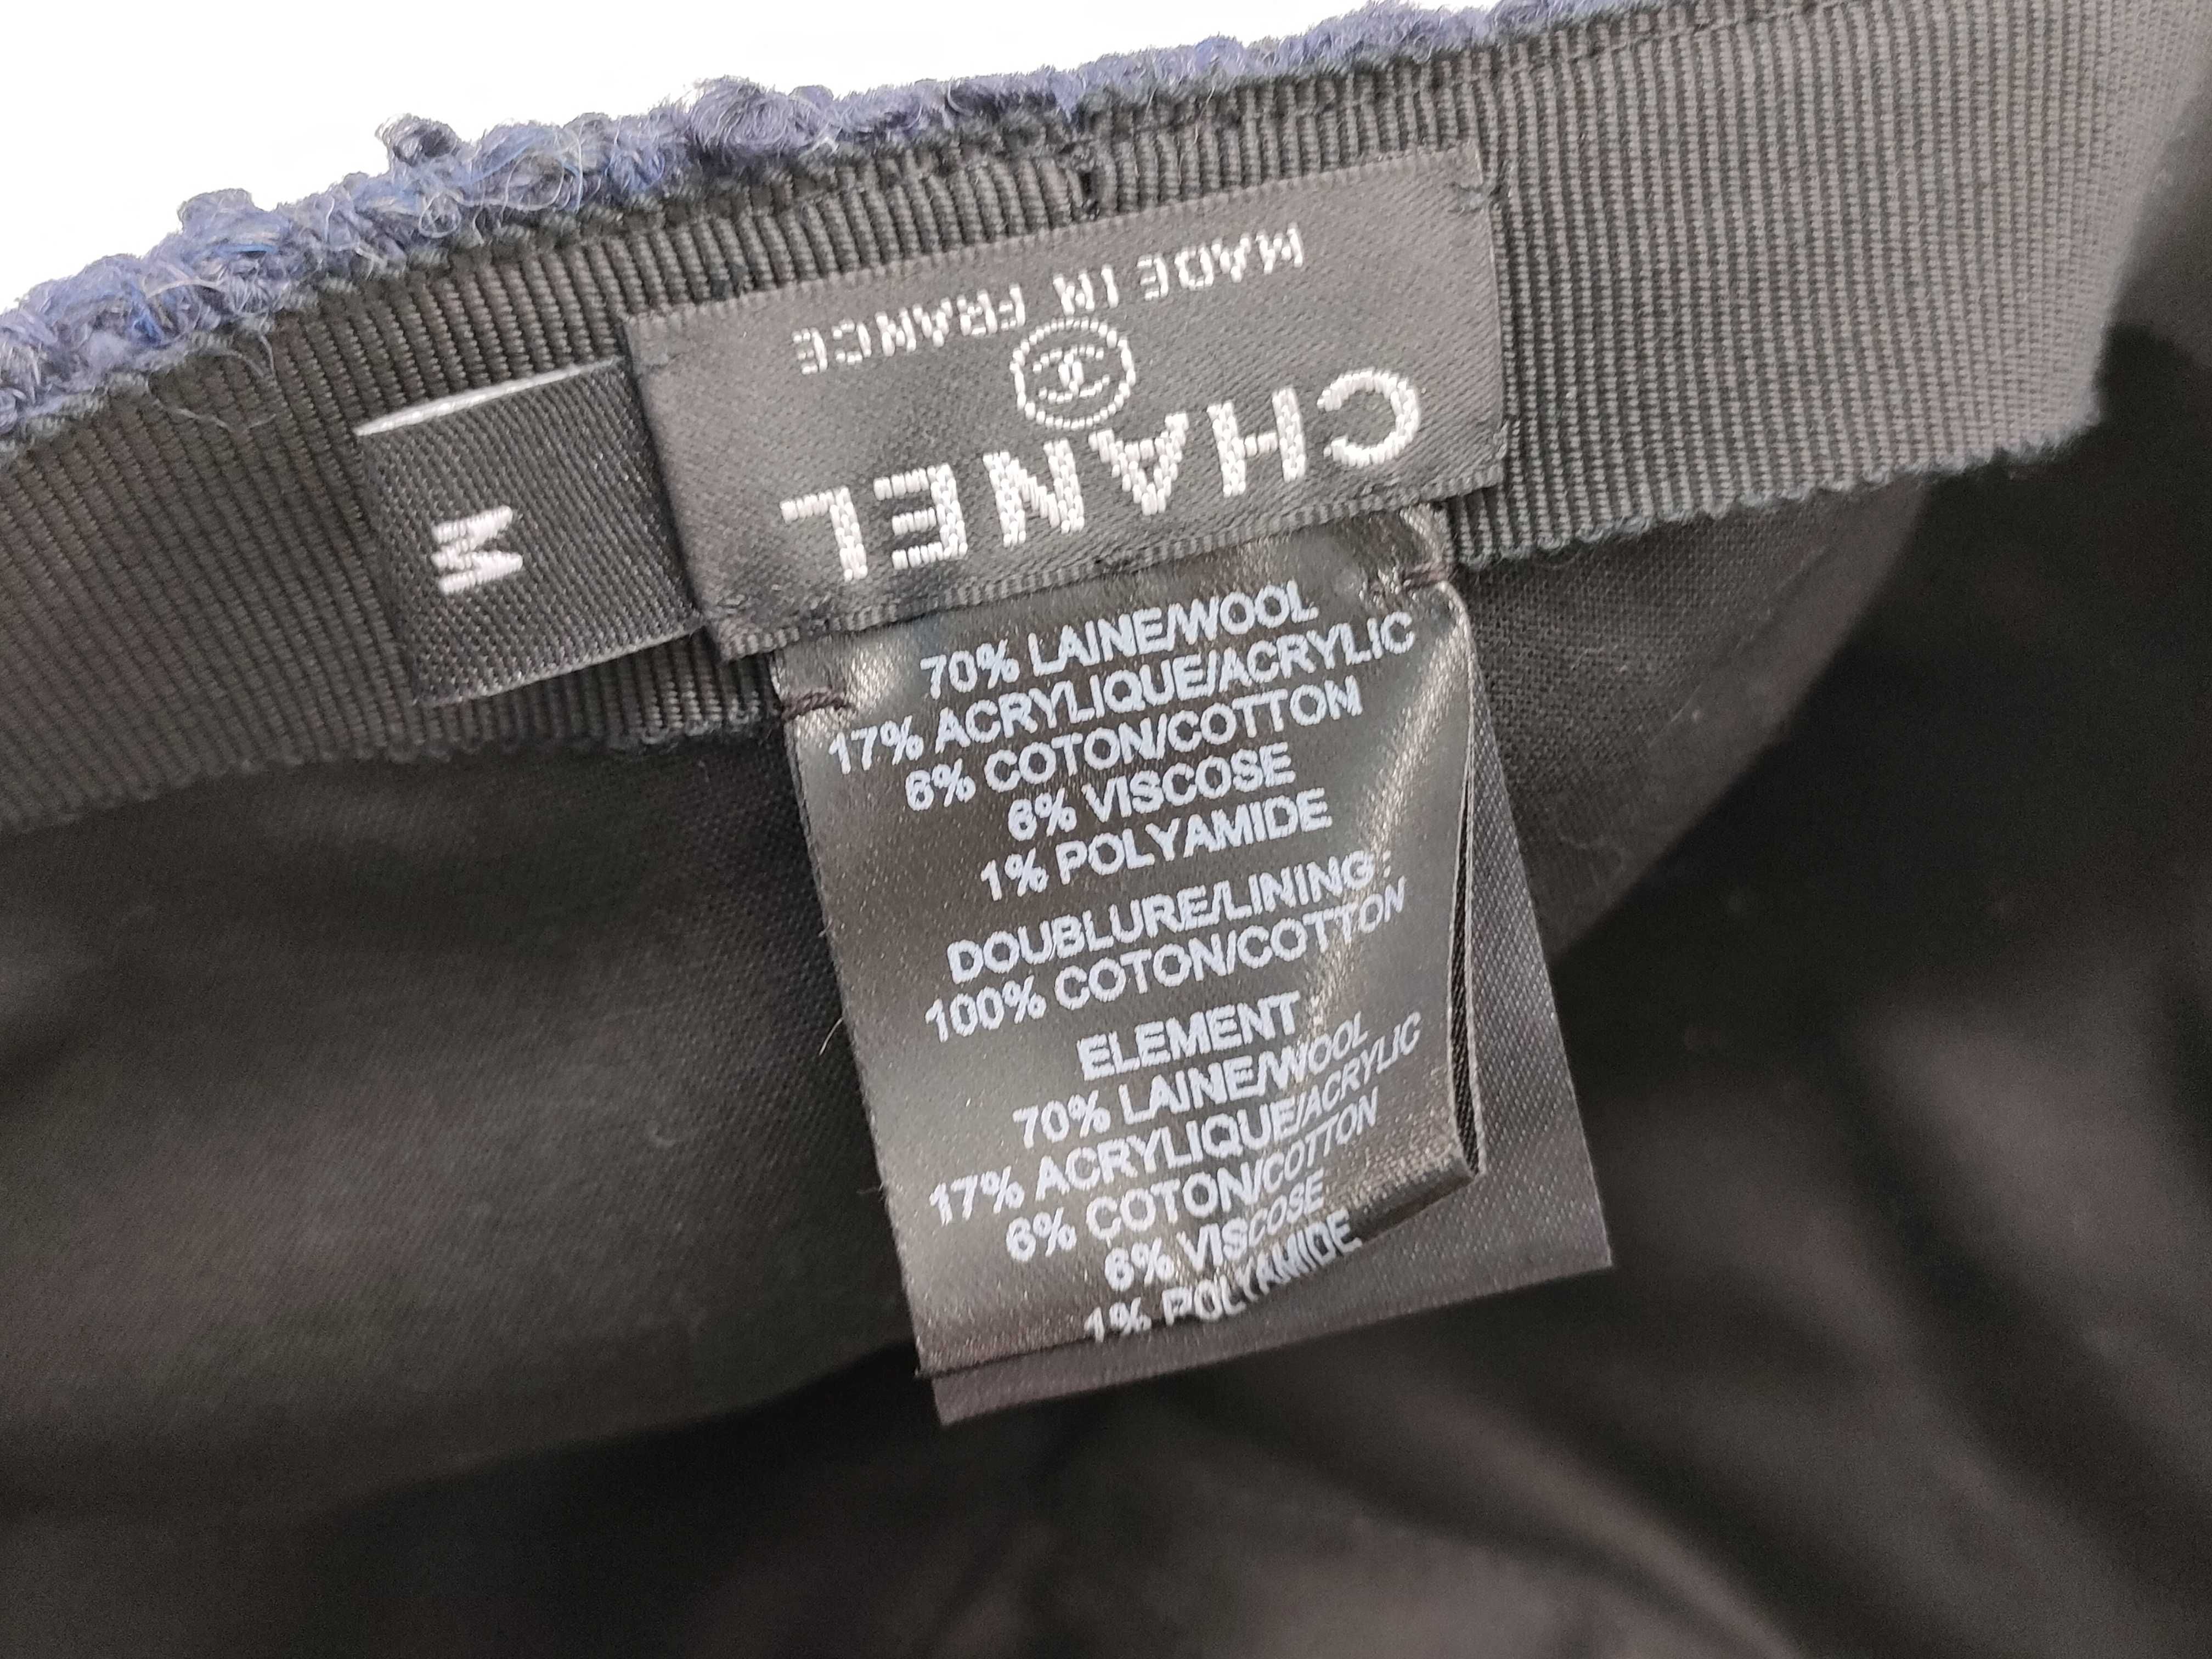 MADE IN FRANCE
CHANEL
M
70% LAINE/WOOL
17% ACRYLIQUE/ACRYLIC
6% COTON/COTTON
6% VISCOSE
1% POLYAMIDE
DOUBLURE/LINING :
100% COTON/COTTON
ELEMENT :
70% LAINE/WOOL
17% ACRYLIQUE/ACRYLIC
6% COTON/COTTON
6% VISCOSE
1% POLYAMIDE